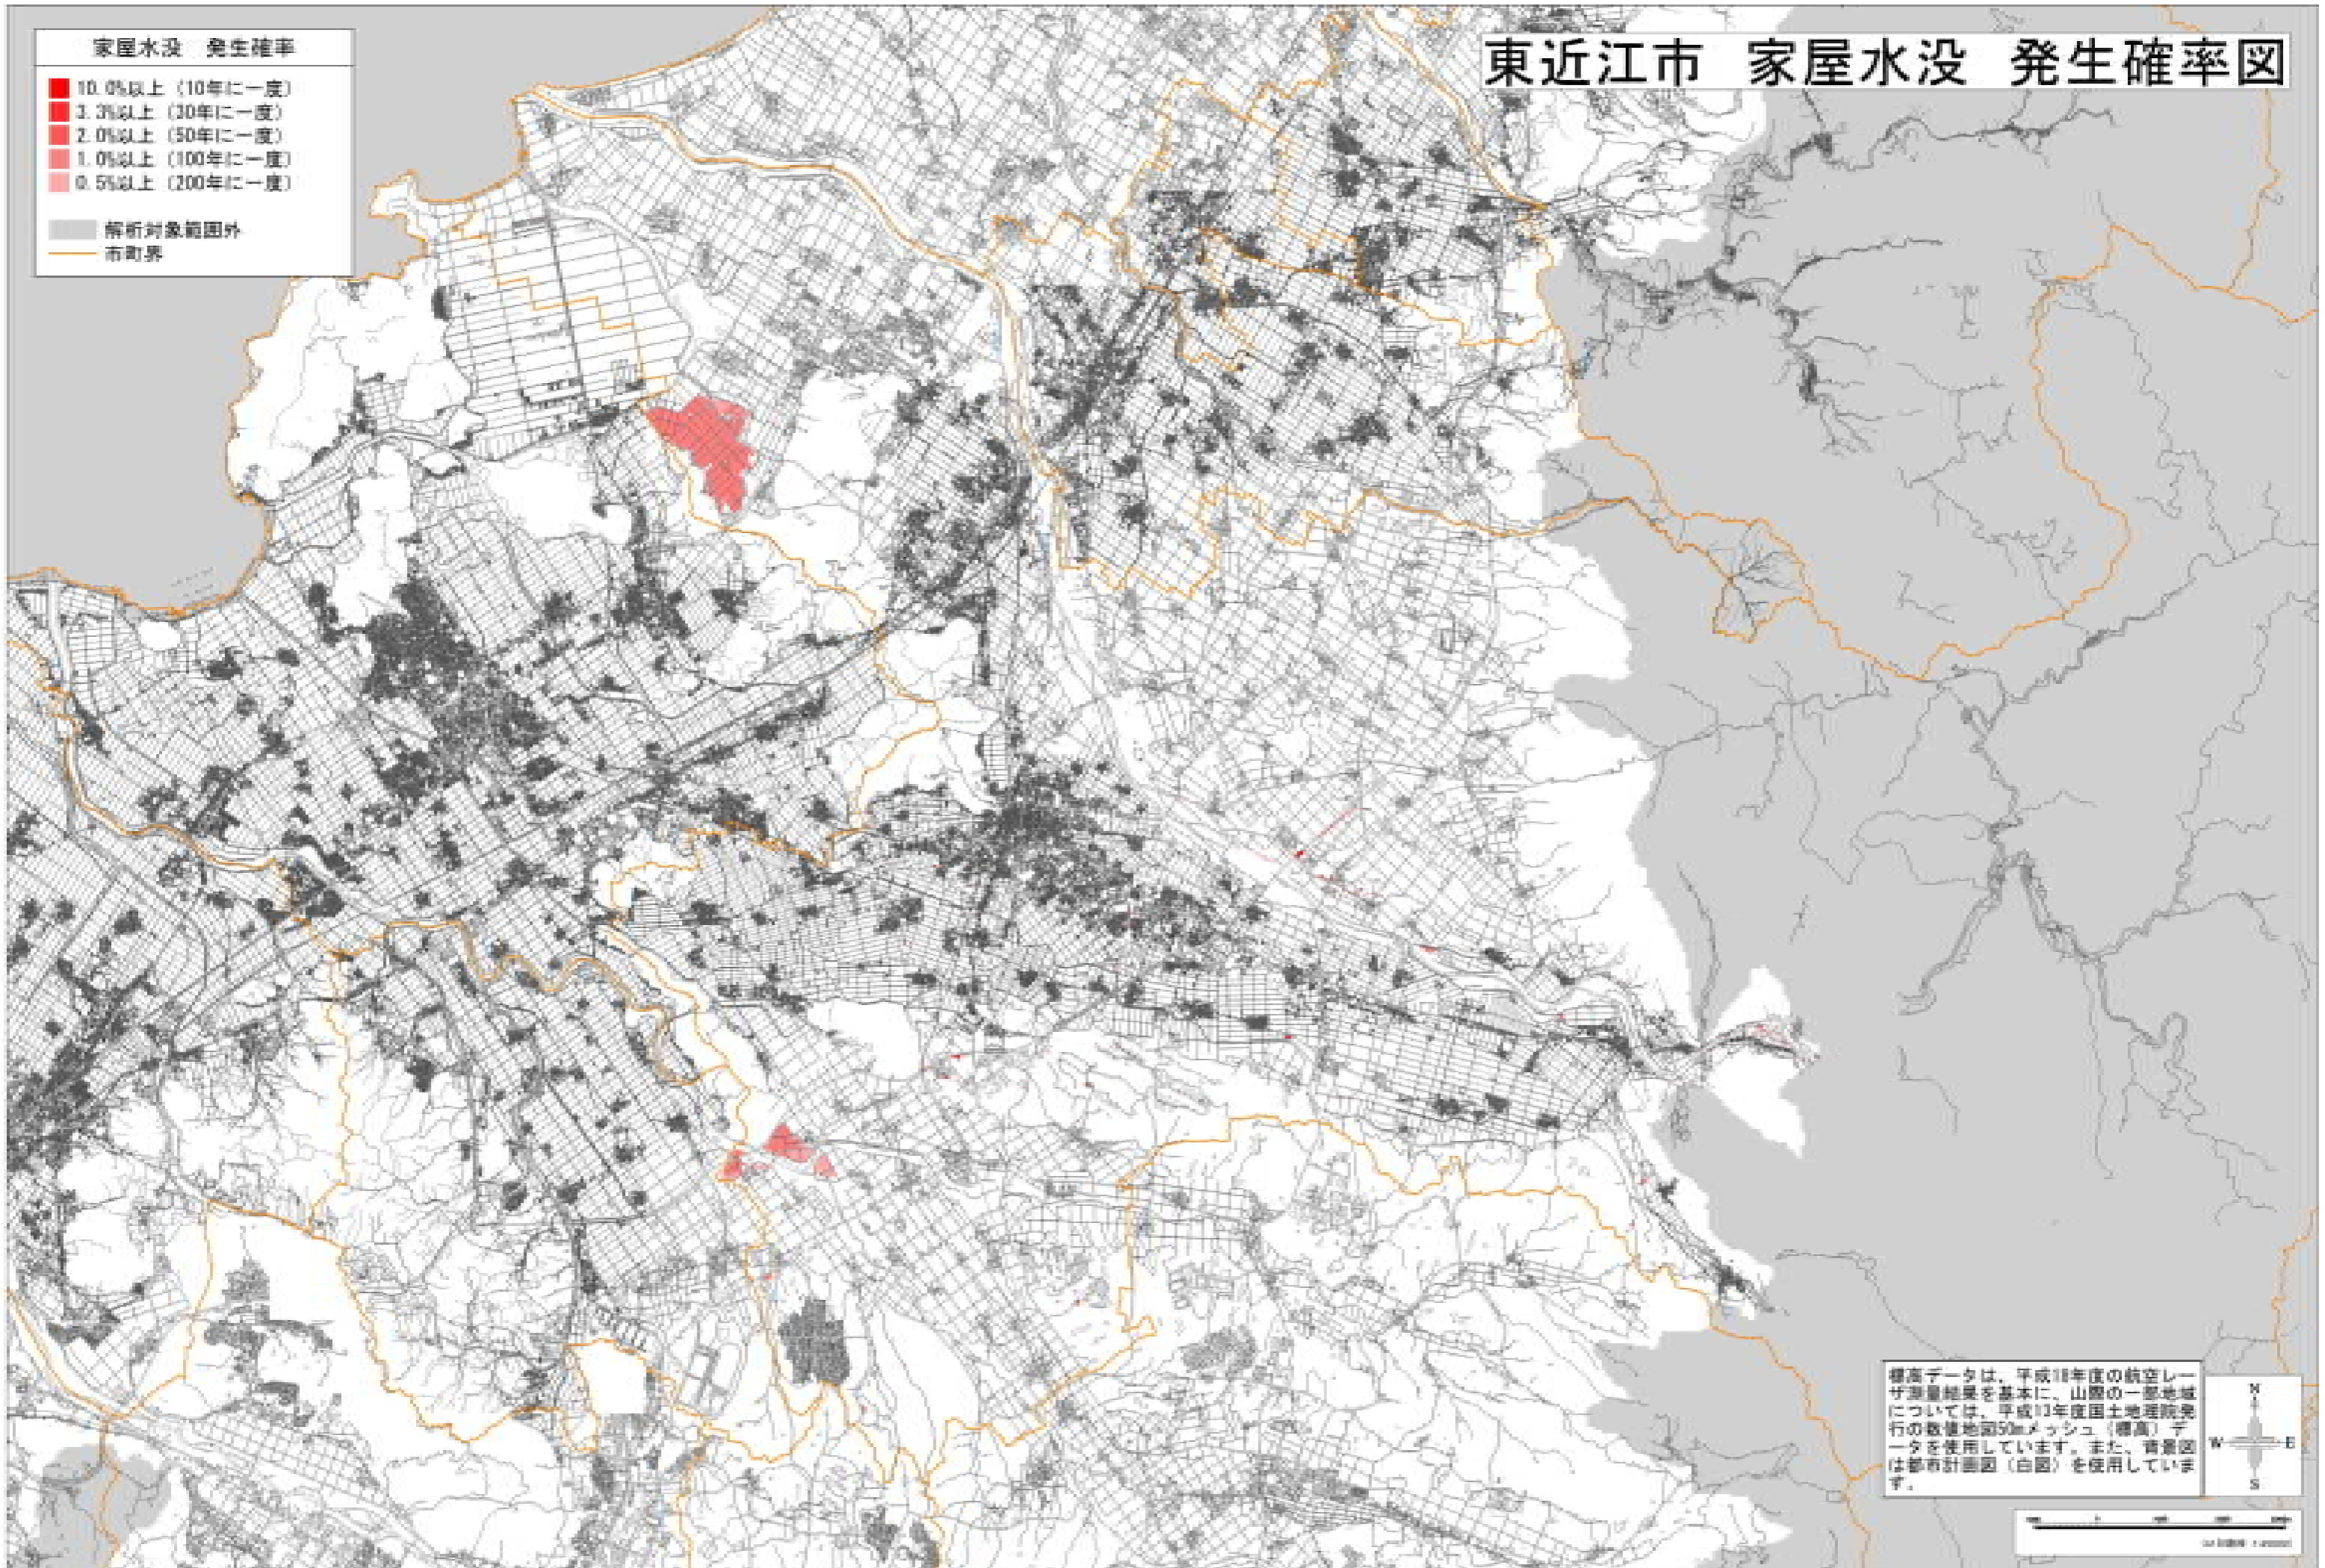 東近江市 家屋水没 発生確率図
家屋水没 発生確率
10.0%以上（10年に一度）
3.3%以上（30年に一度）
2.0%以上（50年に一度）
1.0%以上（100年に一度）
0.5%以上（200年に一度）
解析対象範囲外
市町界
標高データは、平成18年度の航空レー
ザ測量結果を基本に、山間の一部地域
については、平成13年度国土地理院発
行の数値地図50mメッシュ（標高）デ
ータを使用しています。また、背景図
は都市計画図（白図）を使用していま
す。
N
W E
S